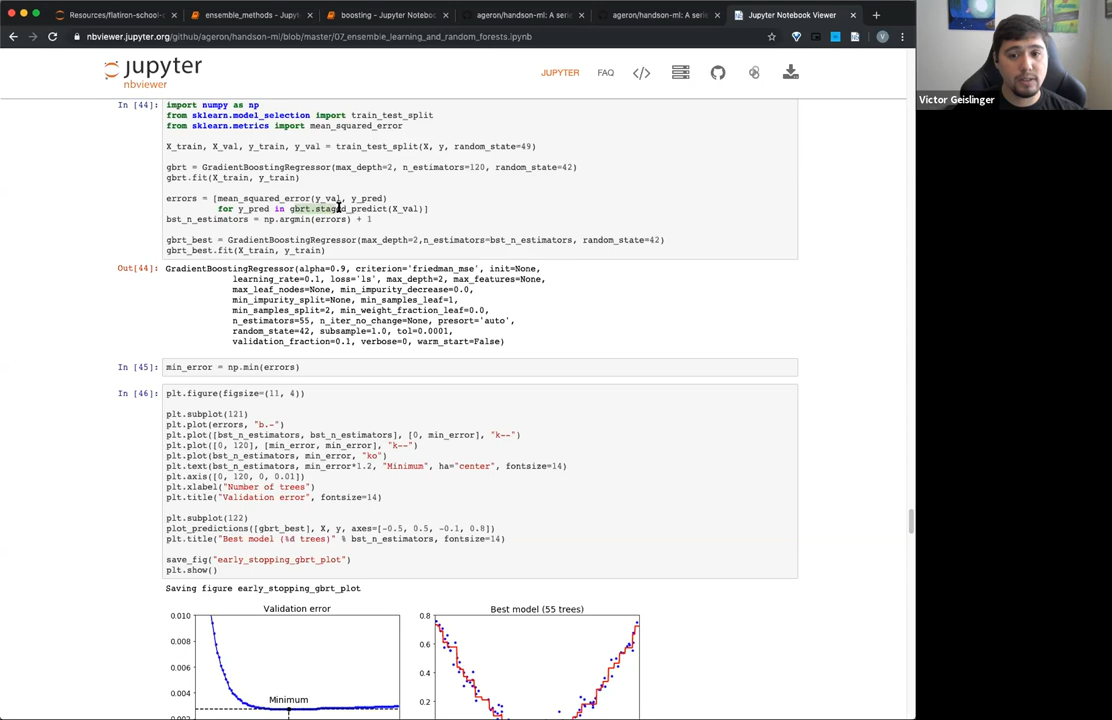 Resources/flatiron-school-
ensemble_methods - Jupyt
boosting - Jupyter Noteboo
ageron/handson-ml: A serie
ageron/handson-ml: A serie
Jupyter Notebook Viewer
nbviewer.jupyter.org/github/ageron/handson-ml/blob/master/07_ensemble_learning_and_random_forests.ipynb
V
Victor Geislinger
jupyter
nbviewer
JUPYTER
FAQ
In [44]:
import numpy as np
from sklearn.model_selection import train_test_split
from sklearn.metrics import mean_squared_error
X_train, X_val, y_train, y_val = train_test_split(X, y, random_state=49)
gbrt = GradientBoostingRegressor(max_depth=2, n_estimators=120, random_state=42)
gbrt.fit(X_train, y_train)
errors = [mean_squared_error(y_val, y_pred)
for y_pred in gbrt.staged_predict(X_val)]
bst_n_estimators = np.argmin(errors) + 1
gbrt_best = GradientBoostingRegressor(max_depth=2,n_estimators=bst_n_estimators, random_state=42)
gbrt_best.fit(X_train, y_train)
Out[44]:
GradientBoostingRegressor(alpha=0.9, criterion='friedman_mse', init=None,
learning_rate=0.1, loss='ls', max_depth=2, max_features=None,
max_leaf_nodes=None, min_impurity_decrease=0.0,
min_impurity_split=None, min_samples_leaf=1,
min_samples_split=2, min_weight_fraction_leaf=0.0,
n_estimators=55, n_iter_no_change=None, presort='auto',
random_state=42, subsample=1.0, tol=0.0001,
validation_fraction=0.1, verbose=0, warm_start=False)
In [45]:
min_error = np.min(errors)
In [46]:
plt.figure(figsize=(11, 4))
plt.subplot(121)
plt.plot(errors, "b.-")
plt.plot([bst_n_estimators, bst_n_estimators], [0, min_error], "k--")
plt.plot([0, 120], [min_error, min_error], "k--")
plt.plot(bst_n_estimators, min_error, "ko")
plt.text(bst_n_estimators, min_error*1.2, "Minimum", ha="center", fontsize=14)
plt.axis([0, 120, 0, 0.01])
plt.xlabel("Number of trees")
plt.title("Validation error", fontsize=14)
plt.subplot(122)
plot_predictions([gbrt_best], X, y, axes=[-0.5, 0.5, -0.1, 0.8])
plt.title("Best model (%d trees)" % bst_n_estimators, fontsize=14)
save_fig("early_stopping_gbrt_plot")
plt.show()
Saving figure early_stopping_gbrt_plot
Validation error
0.010
0.008
0.006
0.004
0.002
Minimum
Best model (55 trees)
0.8
0.6
0.4
0.2